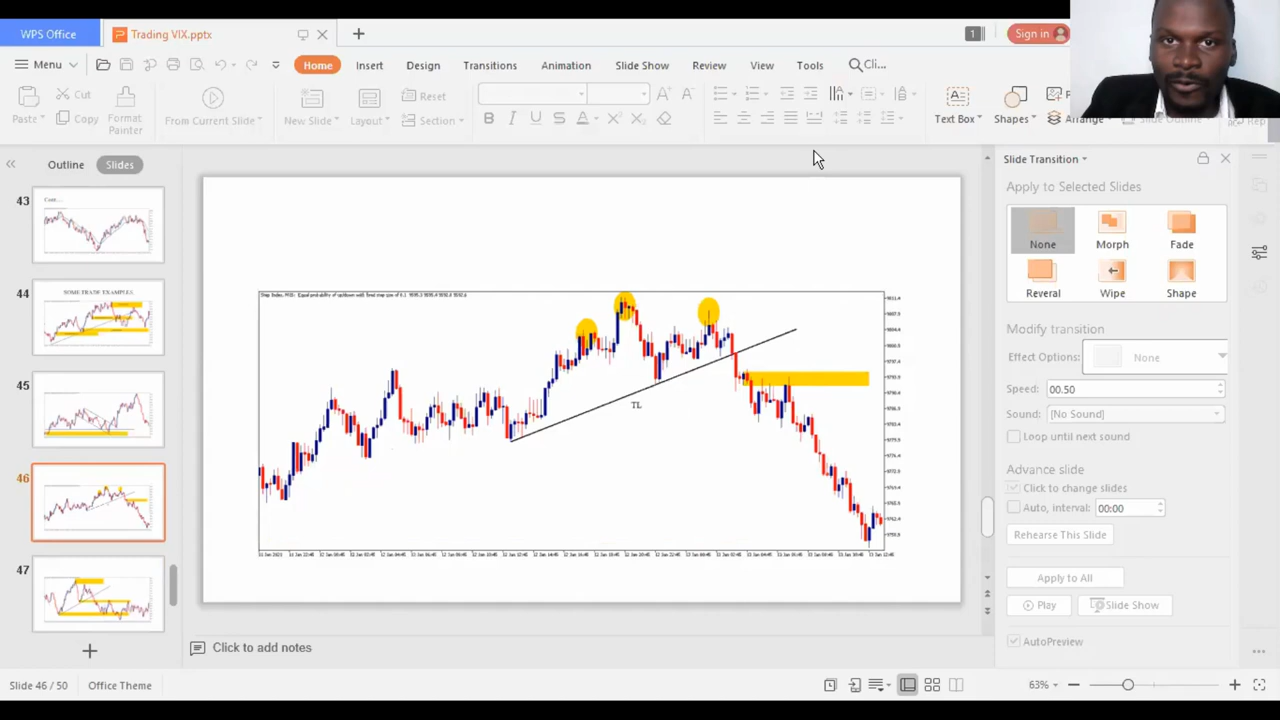 WPS Office
Trading VIX.pptx
1
Sign in
Menu
Home
Insert
Design
Transitions
Animation
Slide Show
Review
View
Tools
Cli...
Cut
Format
Painter
From Current Slide
New Slide
Layout
Reset
Section
B I U S A X X
Text Box
Shapes
Arrange
Outline
Slides
43
44
SOME TRADE EXAMPLES
45
46
47
TL
Slide Transition
Apply to Selected Slides
None
Morph
Fade
Reveral
Wipe
Shape
Modify transition
Effect Options:
None
Speed:
00.50
Sound:
[No Sound]
Loop until next sound
Advance slide
Click to change slides
Auto, interval:
00:00
Rehearse This Slide
Apply to All
Play
Slide Show
AutoPreview
Click to add notes
Slide 46 / 50
Office Theme
63%